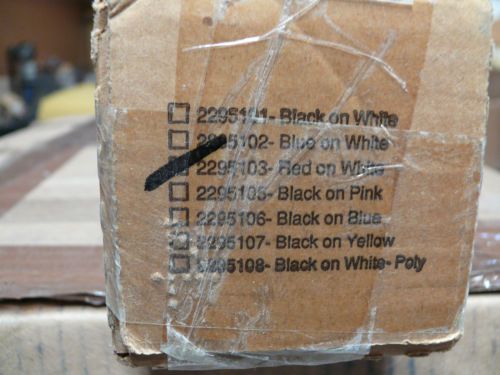 ☐ 2295101- Black on White
☐ 2295102- Blue on White
☐ 2295103- Red on White
☐ 2295105- Black on Pink
☐ 2295106- Black on Blue
☐ 2295107- Black on Yellow
☐ 2295108- Black on White- Poly